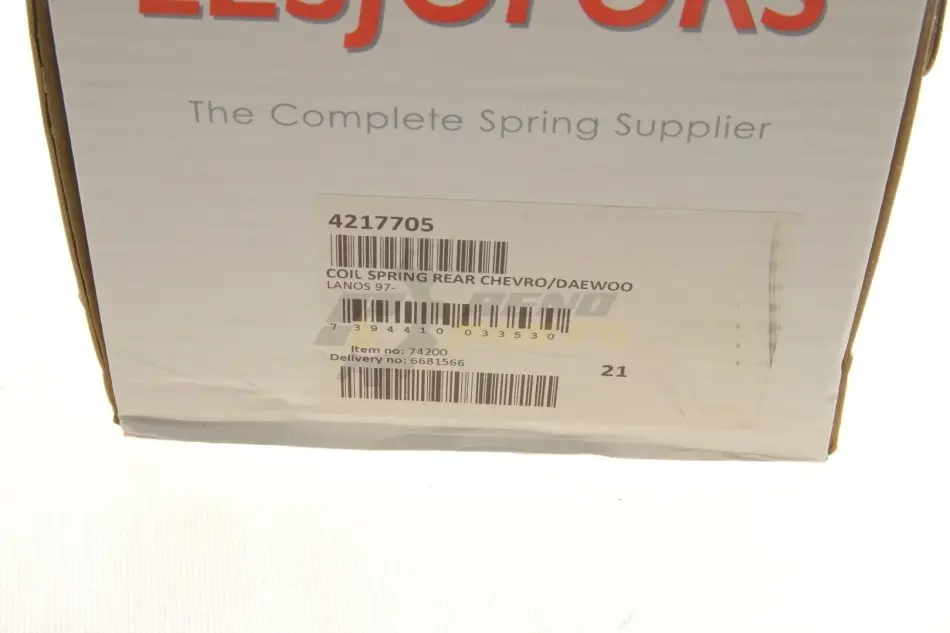 LESJÖFORS
The Complete Spring Supplier
4217705
COIL SPRING REAR CHEVRO/DAEWOO
LANOS 97-
7 394410 033530
Item no: 74200
Delivery no: 6681566
21